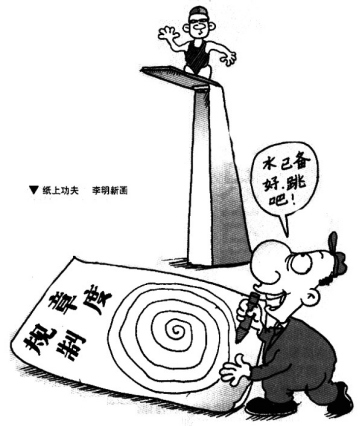 水已备
好.跳
吧!
▼ 纸上功夫 李明新画
规章
制度